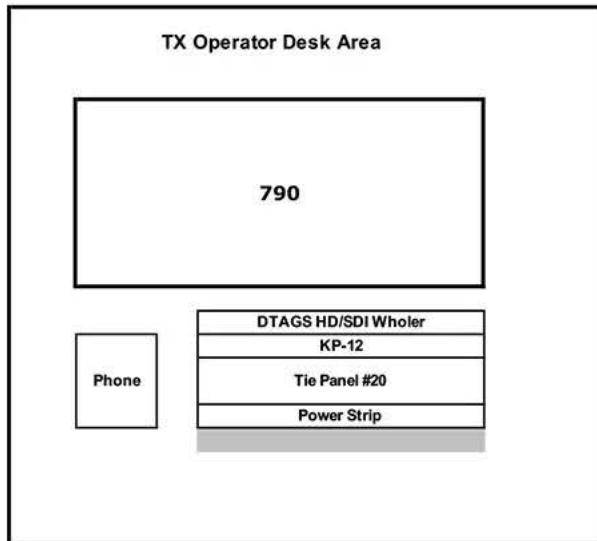 TX Operator Desk Area
790
DTAGS HD/SDI Wholer
KP-12
Phone
Tie Panel #20
Power Strip